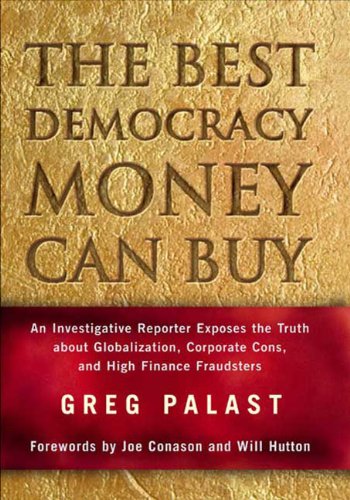 THE BEST
DEMOCRACY
MONEY
CAN BUY
An Investigative Reporter Exposes the Truth
about Globalization, Corporate Cons,
and High Finance Fraudsters
GREG PALAST
Forewords by Joe Conason and Will Hutton